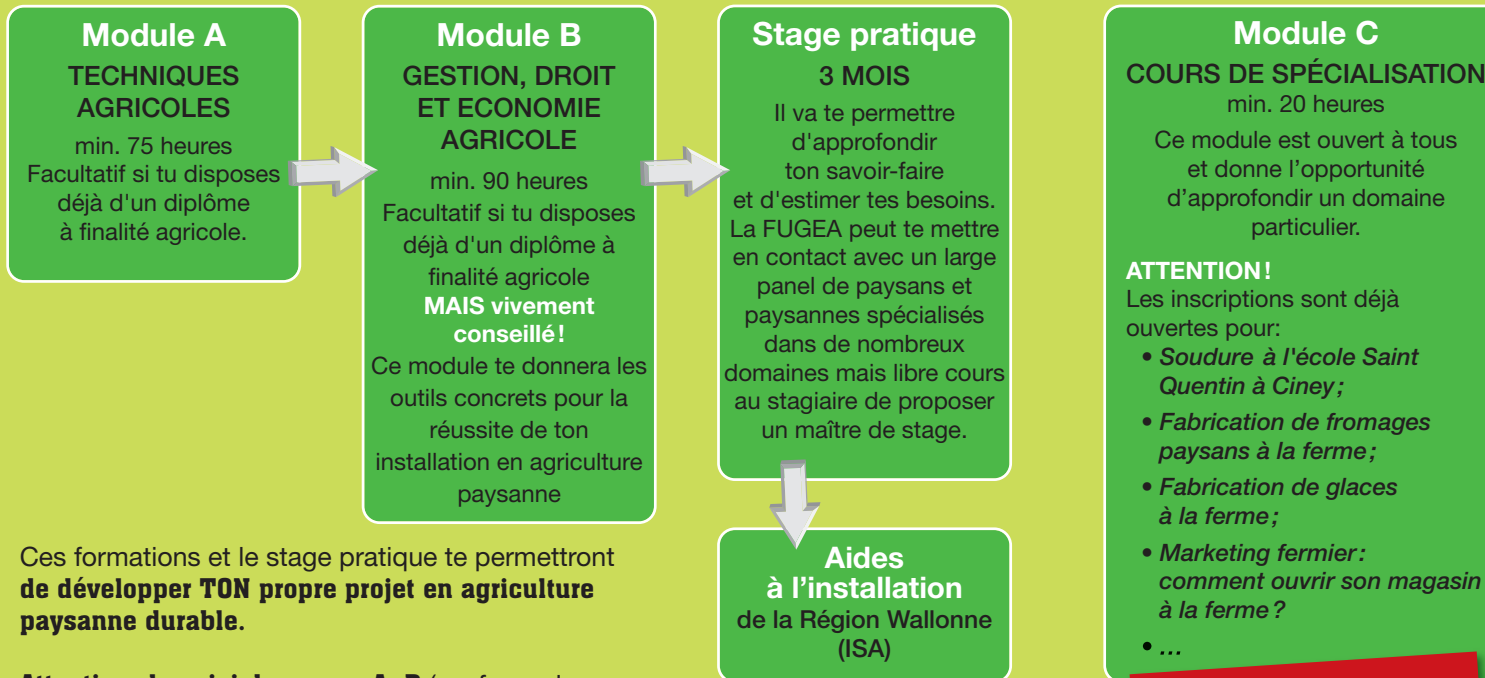 Module A
TECHNIQUES
AGRICOLES
min. 75 heures
Facultatif si tu disposes
déjà d'un diplôme
à finalité agricole.
Module B
GESTION, DROIT
ET ECONOMIE
AGRICOLE
min. 90 heures
Facultatif si tu disposes
déjà d'un diplôme à
finalité agricole
MAIS vivement
conseillé !
Ce module te donnera les
outils concrets pour la
réussite de ton
installation en agriculture
paysanne
Stage pratique
3 MOIS
Il va te permettre
d'approfondir
ton savoir-faire
et d'estimer tes besoins.
La FUGEA peut te mettre
en contact avec un large
panel de paysans et
paysannes spécialisés
dans de nombreux
domaines mais libre cours
au stagiaire de proposer
un maître de stage.
Aides
à l’installation
de la Région Wallonne
(ISA)
Module C
COURS DE SPÉCIALISATION
min. 20 heures
Ce module est ouvert à tous
et donne l’opportunité
d’approfondir un domaine
particulier.
ATTENTION !
Les inscriptions sont déjà
ouvertes pour:
• Soudure à l'école Saint
Quentin à Ciney ;
• Fabrication de fromages
paysans à la ferme ;
• Fabrication de glaces
à la ferme ;
• Marketing fermier :
comment ouvrir son magasin
à la ferme ?
• ...
Ces formations et le stage pratique te permettront
de développer TON propre projet en agriculture
paysanne durable.